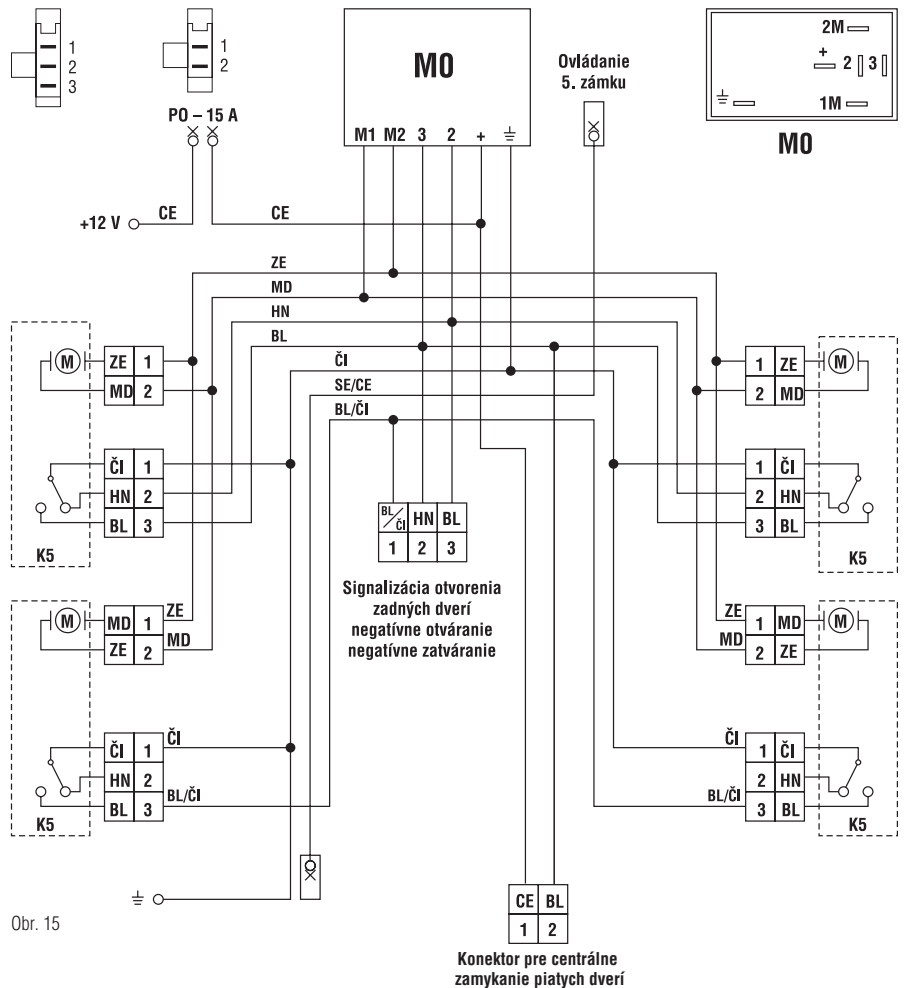 1
2
3
1
2
PO – 15 A
+12 V
CE
CE
M0
M1 M2 3 2 +
Ovládanie
5. zámku
2M
+
2 3
1M
M0
ZE
MD
HN
BL
ČI
SE/CE
BL/ČI
M
ZE 1
MD 2
ČI 1
HN 2
BL 3
K5
M
1 ZE
2 MD
1 ČI
2 HN
3 BL
K5
BL/ČI HN BL
1 2 3
Signalizácia otvorenia
zadných dverí
negatívne otváranie
negatívne zatváranie
M
MD 1 ZE
ZE 2 MD
ČI 1 ČI
HN 2
BL 3 BL/ČI
K5
M
ZE 1 MD
MD 2 ZE
ČI 1 ČI
2 HN
BL/ČI 3 BL
K5
CE BL
1 2
Konektor pre centrálne
zamykanie piatych dverí
Obr. 15